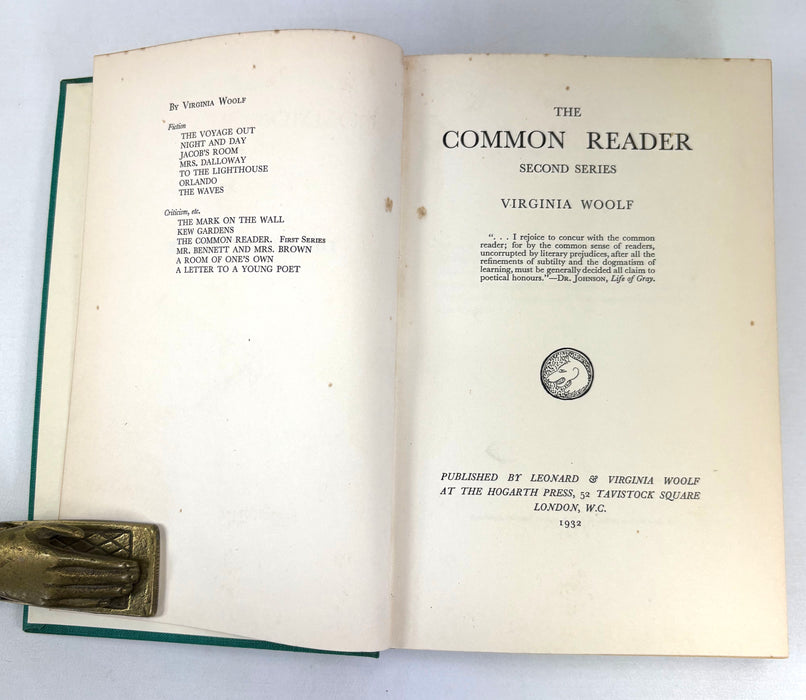 By Virginia Woolf
Fiction
THE VOYAGE OUT
NIGHT AND DAY
JACOB'S ROOM
MRS. DALLOWAY
TO THE LIGHTHOUSE
ORLANDO
THE WAVES
Criticism, etc.
THE MARK ON THE WALL
KEW GARDENS
THE COMMON READER. First Series
MR. BENNETT AND MRS. BROWN
A ROOM OF ONE'S OWN
A LETTER TO A YOUNG POET
THE
COMMON READER
SECOND SERIES
VIRGINIA WOOLF
“. . . I rejoice to concur with the common
reader; for by the common sense of readers,
uncorrupted by literary prejudices, after all the
refinements of subtilty and the dogmatism of
learning, must be generally decided all claim to
poetical honours.”—Dr. Johnson, Life of Gray.
PUBLISHED BY LEONARD & VIRGINIA WOOLF
AT THE HOGARTH PRESS, 52 TAVISTOCK SQUARE
LONDON, W.C.
1932